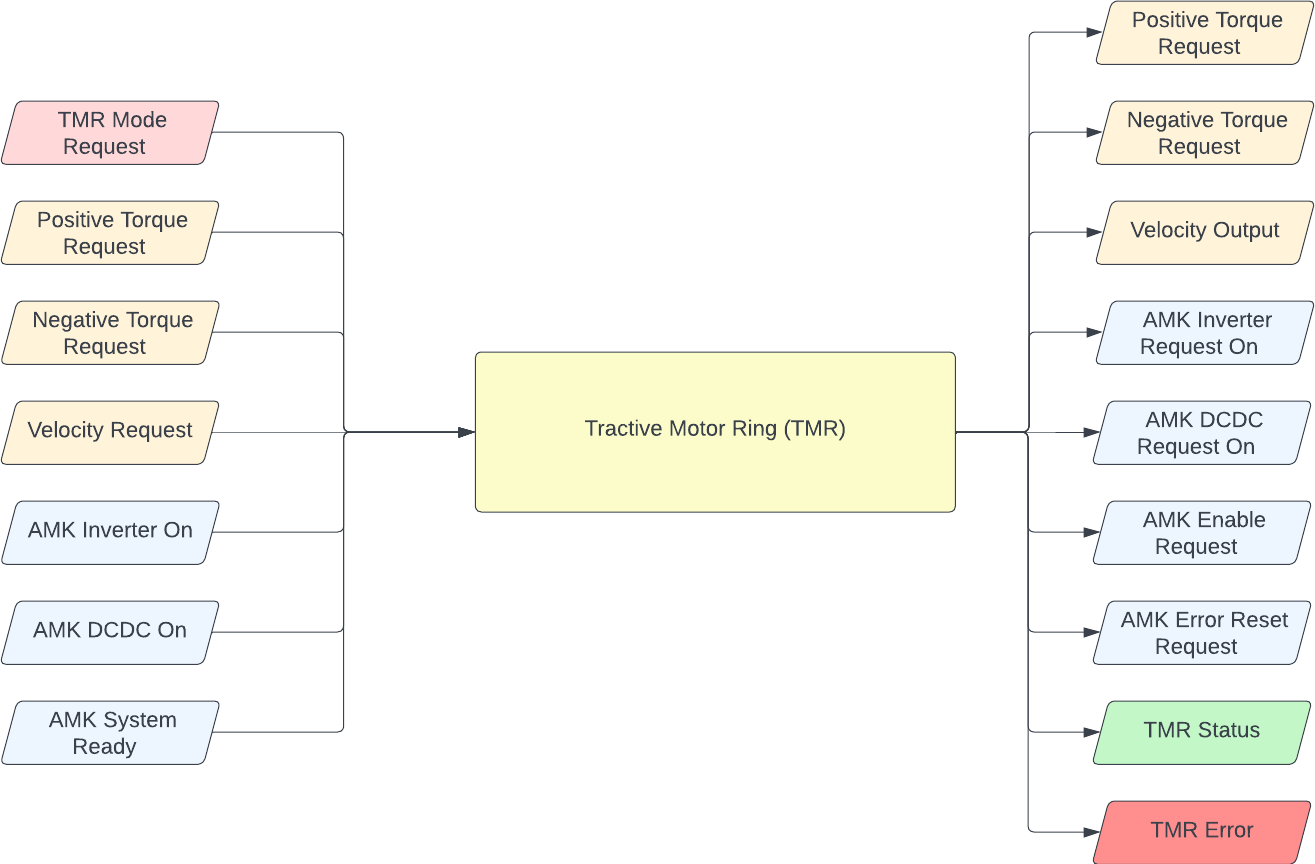 TMR Mode
Request
Positive Torque
Request
Negative Torque
Request
Velocity Request
AMK Inverter On
AMK DCDC On
AMK System
Ready
Tractive Motor Ring (TMR)
Positive Torque
Request
Negative Torque
Request
Velocity Output
AMK Inverter
Request On
AMK DCDC
Request On
AMK Enable
Request
AMK Error Reset
Request
TMR Status
TMR Error